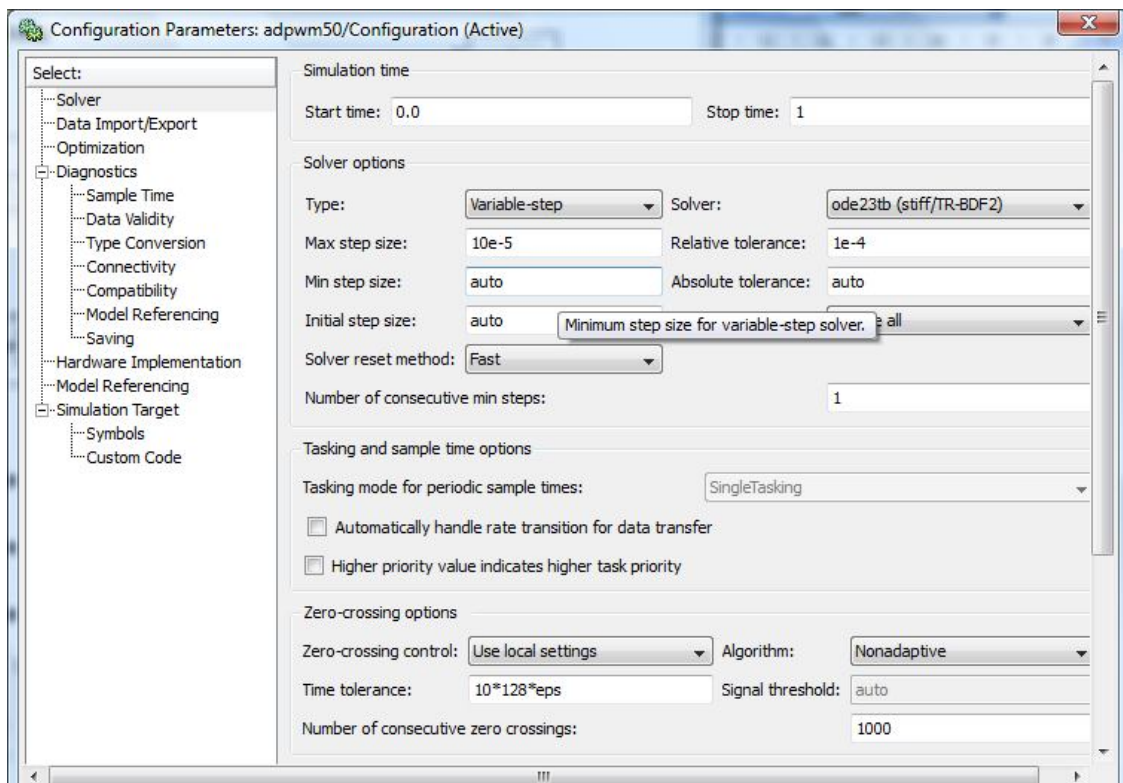 Configuration Parameters: adpwm50/Configuration (Active)
Select:
Solver
Data Import/Export
Optimization
Diagnostics
Sample Time
Data Validity
Type Conversion
Connectivity
Compatibility
Model Referencing
Saving
Hardware Implementation
Model Referencing
Simulation Target
Symbols
Custom Code
Simulation time
Start time: 0.0 Stop time: 1
Solver options
Type: Variable-step Solver: ode23tb (stiff/TR-BDF2)
Max step size: 10e-5 Relative tolerance: 1e-4
Min step size: auto Absolute tolerance: auto
Initial step size: auto all
Minimum step size for variable-step solver.
Solver reset method: Fast
Number of consecutive min steps: 1
Tasking and sample time options
Tasking mode for periodic sample times: SingleTasking
Automatically handle rate transition for data transfer
Higher priority value indicates higher task priority
Zero-crossing options
Zero-crossing control: Use local settings Algorithm: Nonadaptive
Time tolerance: 10*128*eps Signal threshold: auto
Number of consecutive zero crossings: 1000